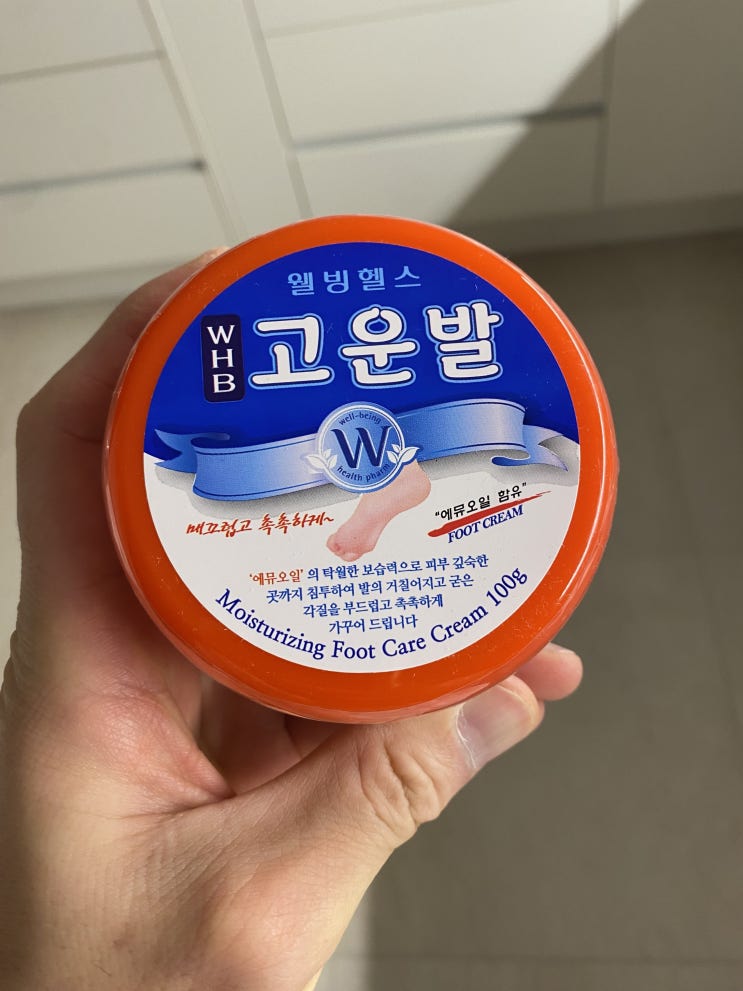 웰빙헬스
WHB
고운발
well-being
W
health pharm
매끄럽고 촉촉하게~
"에뮤오일 함유"
FOOT CREAM
'에뮤오일'의 탁월한 보습력으로 피부 깊숙한
곳까지 침투하여 발의 거칠어지고 굳은
각질을 부드럽고 촉촉하게
가꾸어 드립니다
Moisturizing Foot Care Cream 100g